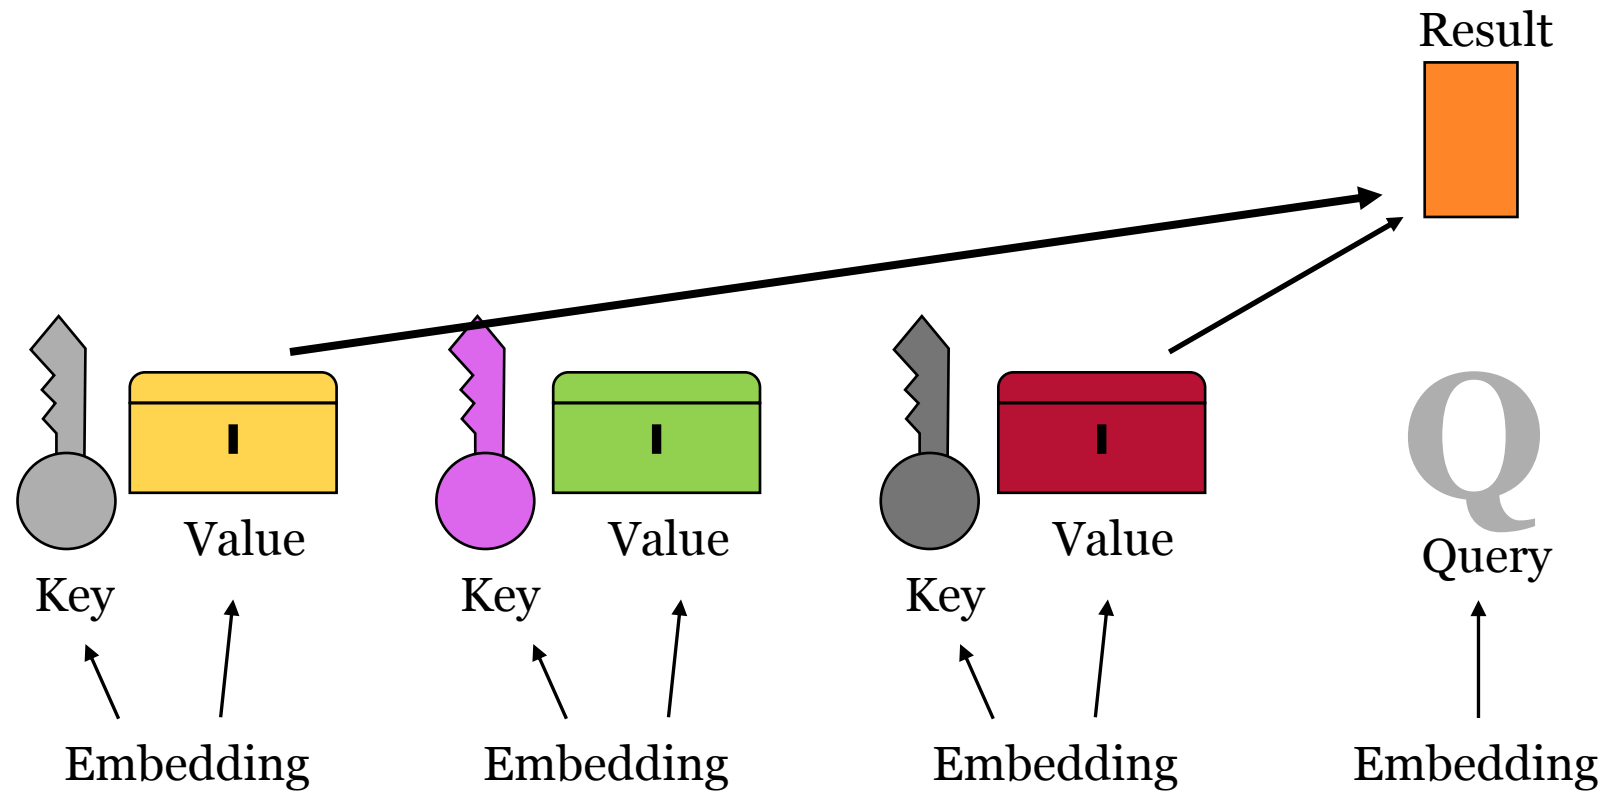 Result
Q
Value
Value
Value
Query
Key
Key
Key
Embedding
Embedding
Embedding
Embedding